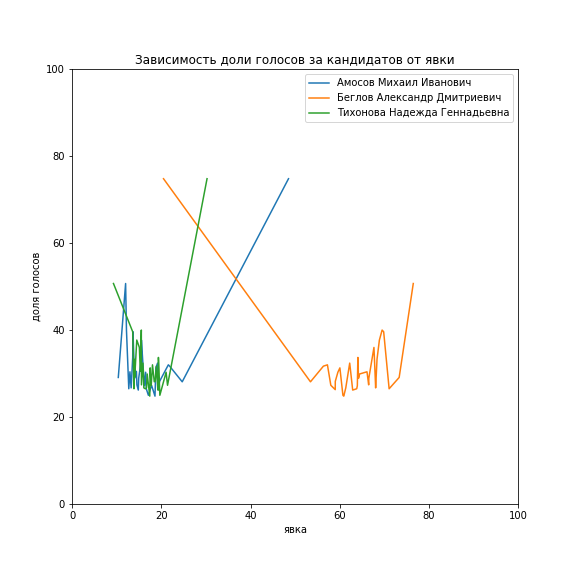 Зависимость доли голосов за кандидатов от явки
Амосов Михаил Иванович
Беглов Александр Дмитриевич
Тихонова Надежда Геннадьевна
100
80
60
40
20
0
доля голосов
0 20 40 60 80 100
явка